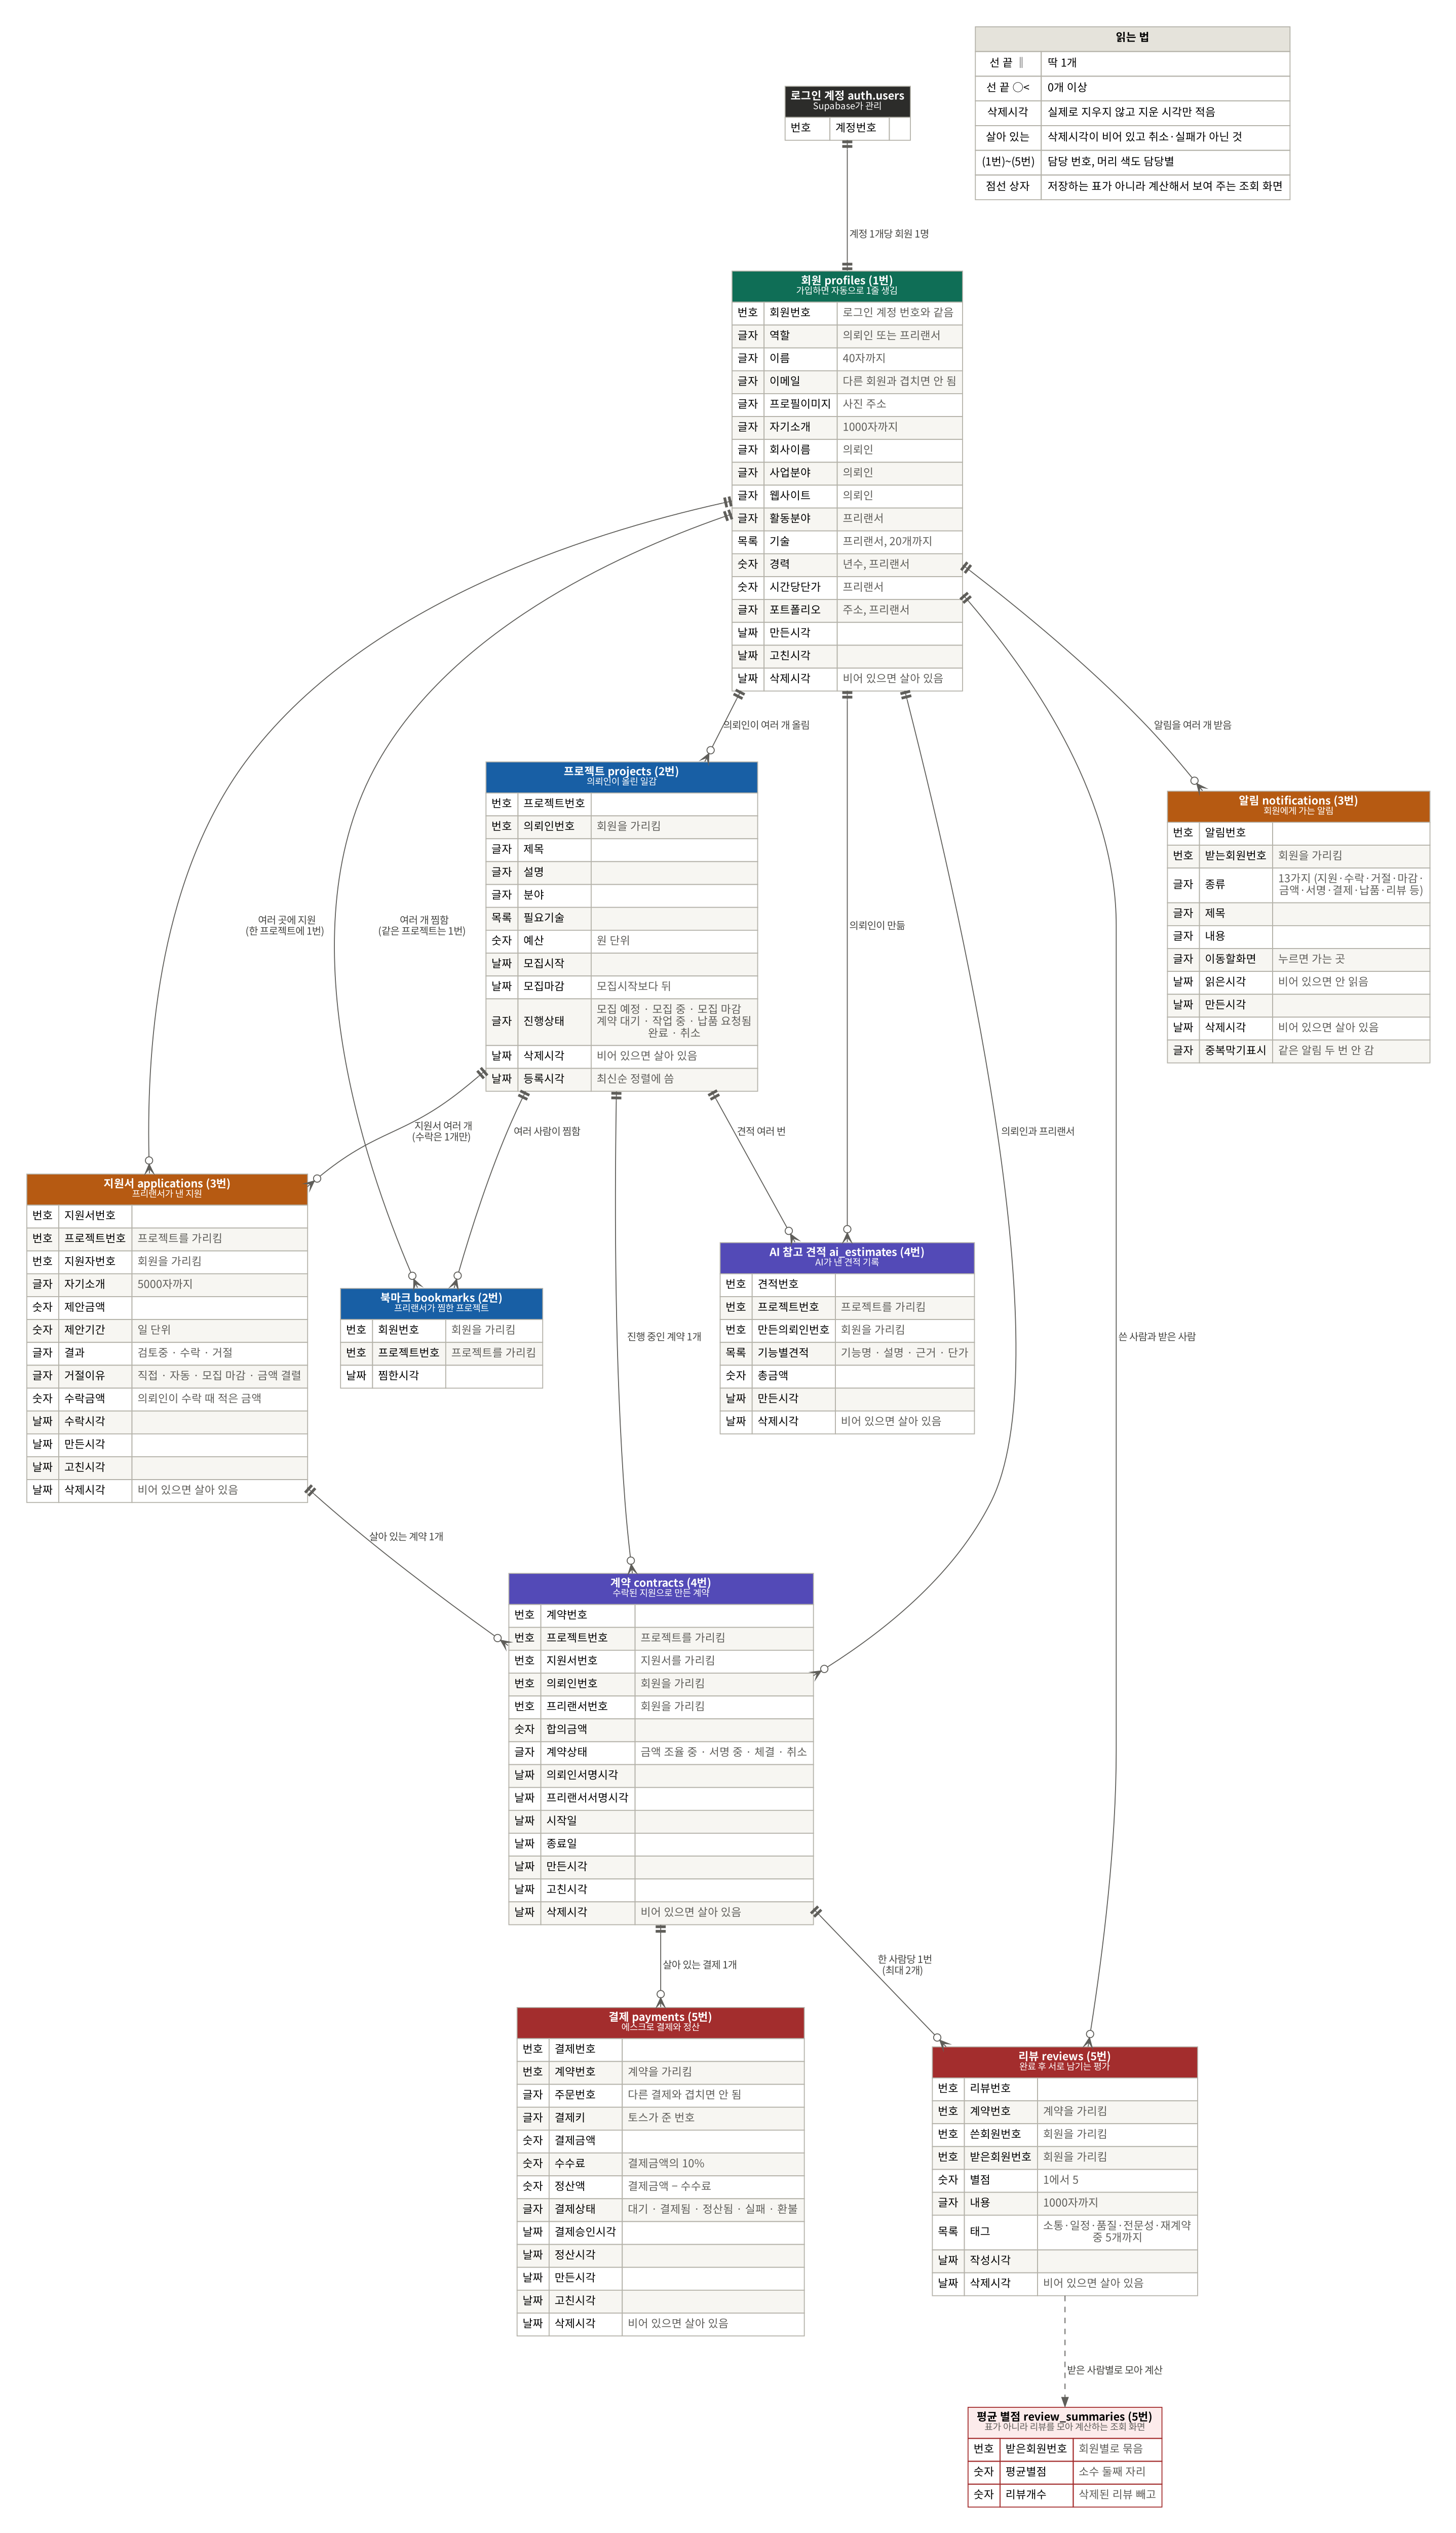 읽는 법
선 끝 ∥ 딱 1개
선 끝 ○< 0개 이상
삭제시각 실제로 지우지 않고 지운 시각만 적음
살아 있는 삭제시각이 비어 있고 취소·실패가 아닌 것
(1번)~(5번) 담당 번호, 머리 색도 담당별
점선 상자 저장하는 표가 아니라 계산해서 보여 주는 조회 화면
로그인 계정 auth.users
Supabase가 관리
번호 계정번호
계정 1개당 회원 1명
회원 profiles (1번)
가입하면 자동으로 1줄 생김
번호 회원번호 로그인 계정 번호와 같음
글자 역할 의뢰인 또는 프리랜서
글자 이름 40자까지
글자 이메일 다른 회원과 겹치면 안 됨
글자 프로필이미지 사진 주소
글자 자기소개 1000자까지
글자 회사이름 의뢰인
글자 사업분야 의뢰인
글자 웹사이트 의뢰인
글자 활동분야 프리랜서
목록 기술 프리랜서, 20개까지
숫자 경력 년수, 프리랜서
숫자 시간당단가 프리랜서
글자 포트폴리오 주소, 프리랜서
날짜 만든시각
날짜 고친시각
날짜 삭제시각 비어 있으면 살아 있음
의뢰인이 여러 개 올림
알림을 여러 개 받음
프로젝트 projects (2번)
의뢰인이 올린 일감
번호 프로젝트번호
번호 의뢰인번호 회원을 가리킴
글자 제목
글자 설명
글자 분야
목록 필요기술
숫자 예산 원 단위
날짜 모집시작
날짜 모집마감 모집시작보다 뒤
글자 진행상태 모집 예정 · 모집 중 · 모집 마감
계약 대기 · 작업 중 · 납품 요청됨
완료 · 취소
날짜 삭제시각 비어 있으면 살아 있음
날짜 등록시각 최신순 정렬에 씀
알림 notifications (3번)
회원에게 가는 알림
번호 알림번호
번호 받는회원번호 회원을 가리킴
글자 종류 13가지 (지원·수락·거절·마감·
금액·서명·결제·납품·리뷰 등)
글자 제목
글자 내용
글자 이동할화면 누르면 가는 곳
날짜 읽은시각 비어 있으면 안 읽음
날짜 만든시각
날짜 삭제시각 비어 있으면 살아 있음
글자 중복막기표시 같은 알림 두 번 안 감
여러 곳에 지원
(한 프로젝트에 1번)
여러 개 찜함
(같은 프로젝트는 1번)
의뢰인이 만듦
지원서 여러 개
(수락은 1개만)
여러 사람이 찜함
견적 여러 번
의뢰인과 프리랜서
지원서 applications (3번)
프리랜서가 낸 지원
번호 지원서번호
번호 프로젝트번호 프로젝트를 가리킴
번호 지원자번호 회원을 가리킴
글자 자기소개 5000자까지
숫자 제안금액
숫자 제안기간 일 단위
글자 결과 검토중 · 수락 · 거절
글자 거절이유 직접 · 자동 · 모집 마감 · 금액 결렬
숫자 수락금액 의뢰인이 수락 때 적은 금액
날짜 수락시각
날짜 만든시각
날짜 고친시각
날짜 삭제시각 비어 있으면 살아 있음
북마크 bookmarks (2번)
프리랜서가 찜한 프로젝트
번호 회원번호 회원을 가리킴
번호 프로젝트번호 프로젝트를 가리킴
날짜 찜한시각
AI 참고 견적 ai_estimates (4번)
AI가 낸 견적 기록
번호 견적번호
번호 프로젝트번호 프로젝트를 가리킴
번호 만든의뢰인번호 회원을 가리킴
목록 기능별견적 기능명 · 설명 · 근거 · 단가
숫자 총금액
날짜 만든시각
날짜 삭제시각 비어 있으면 살아 있음
진행 중인 계약 1개
쓴 사람과 받은 사람
살아 있는 계약 1개
계약 contracts (4번)
수락된 지원으로 만든 계약
번호 계약번호
번호 프로젝트번호 프로젝트를 가리킴
번호 지원서번호 지원서를 가리킴
번호 의뢰인번호 회원을 가리킴
번호 프리랜서번호 회원을 가리킴
숫자 합의금액
글자 계약상태 금액 조율 중 · 서명 중 · 체결 · 취소
날짜 의뢰인서명시각
날짜 프리랜서서명시각
날짜 시작일
날짜 종료일
날짜 만든시각
날짜 고친시각
날짜 삭제시각 비어 있으면 살아 있음
살아 있는 결제 1개
한 사람당 1번
(최대 2개)
결제 payments (5번)
에스크로 결제와 정산
번호 결제번호
번호 계약번호 계약을 가리킴
글자 주문번호 다른 결제와 겹치면 안 됨
글자 결제키 토스가 준 번호
숫자 결제금액
숫자 수수료 결제금액의 10%
숫자 정산액 결제금액 − 수수료
글자 결제상태 대기 · 결제됨 · 정산됨 · 실패 · 환불
날짜 결제승인시각
날짜 정산시각
날짜 만든시각
날짜 고친시각
날짜 삭제시각 비어 있으면 살아 있음
리뷰 reviews (5번)
완료 후 서로 남기는 평가
번호 리뷰번호
번호 계약번호 계약을 가리킴
번호 쓴회원번호 회원을 가리킴
번호 받은회원번호 회원을 가리킴
숫자 별점 1에서 5
글자 내용 1000자까지
목록 태그 소통·일정·품질·전문성·재계약
중 5개까지
날짜 작성시각
날짜 삭제시각 비어 있으면 살아 있음
받은 사람별로 모아 계산
평균 별점 review_summaries (5번)
표가 아니라 리뷰를 모아 계산하는 조회 화면
번호 받은회원번호 회원별로 묶음
숫자 평균별점 소수 둘째 자리
숫자 리뷰개수 삭제된 리뷰 빼고